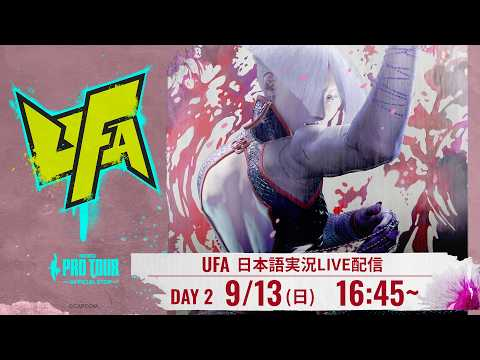 UFA
PRO TOUR
OFFICIAL STOP
©CAPCOM
UFA 日本語実況LIVE配信
DAY 2 9/13(日) 16:45~